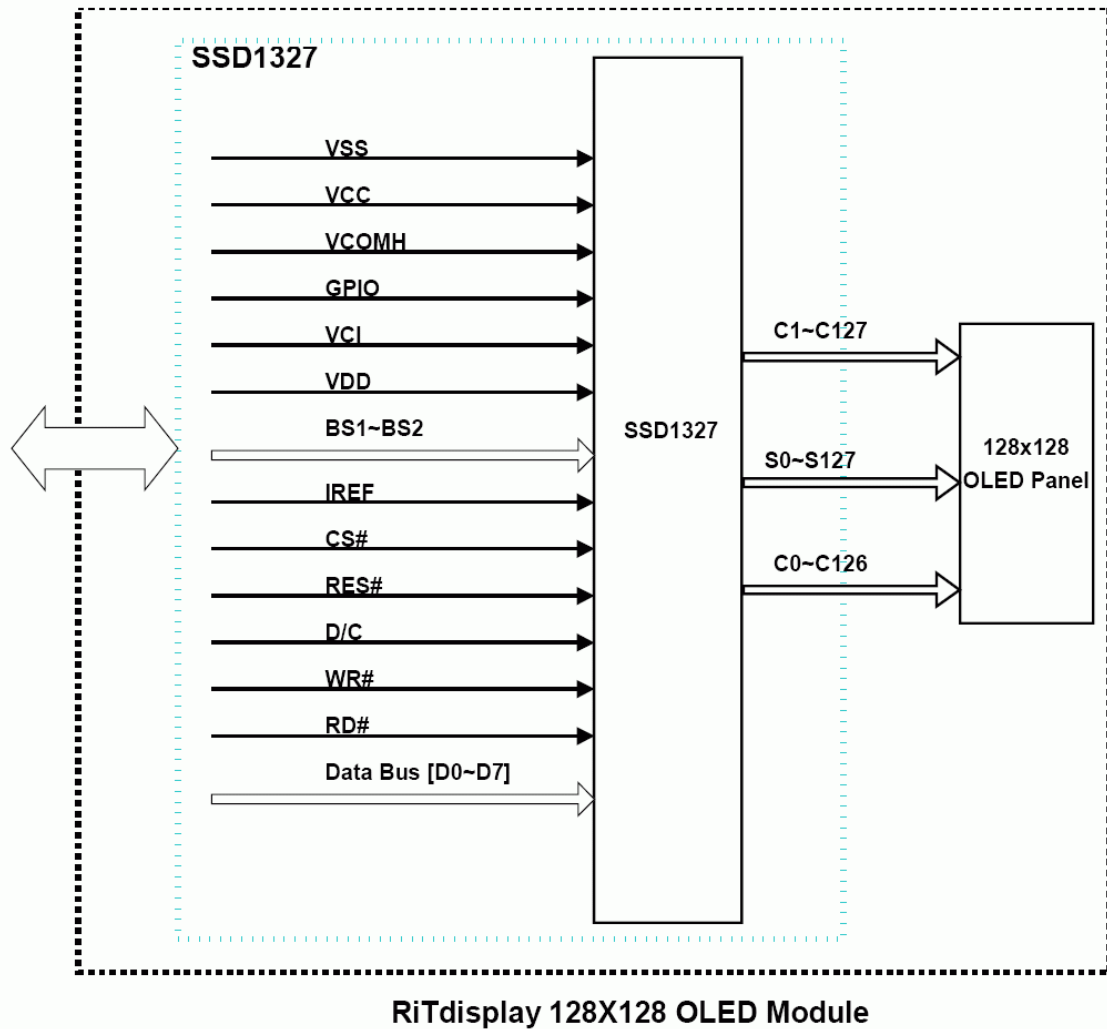 SSD1327
VSS
VCC
VCOMH
GPIO
VCI
VDD
BS1~BS2
IREF
CS#
RES#
D/C
WR#
RD#
Data Bus [D0~D7]
SSD1327
C1~C127
S0~S127
C0~C126
128x128
OLED Panel
RiTdisplay 128X128 OLED Module